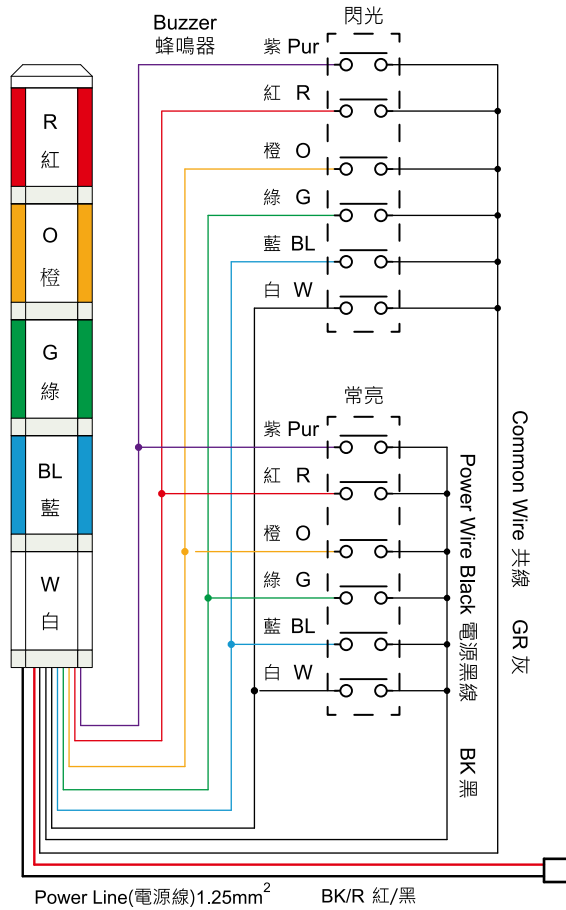 Buzzer
蜂鳴器
閃光
紫 Pur
紅 R
橙 O
綠 G
藍 BL
白 W
R
紅
O
橙
G
綠
BL
藍
W
白
常亮
紫 Pur
紅 R
橙 O
綠 G
藍 BL
白 W
Power Wire Black 電源黑線 BK 黑
Common Wire 共線 GR 灰
Power Line(電源線)1.25mm² BK/R 紅/黑